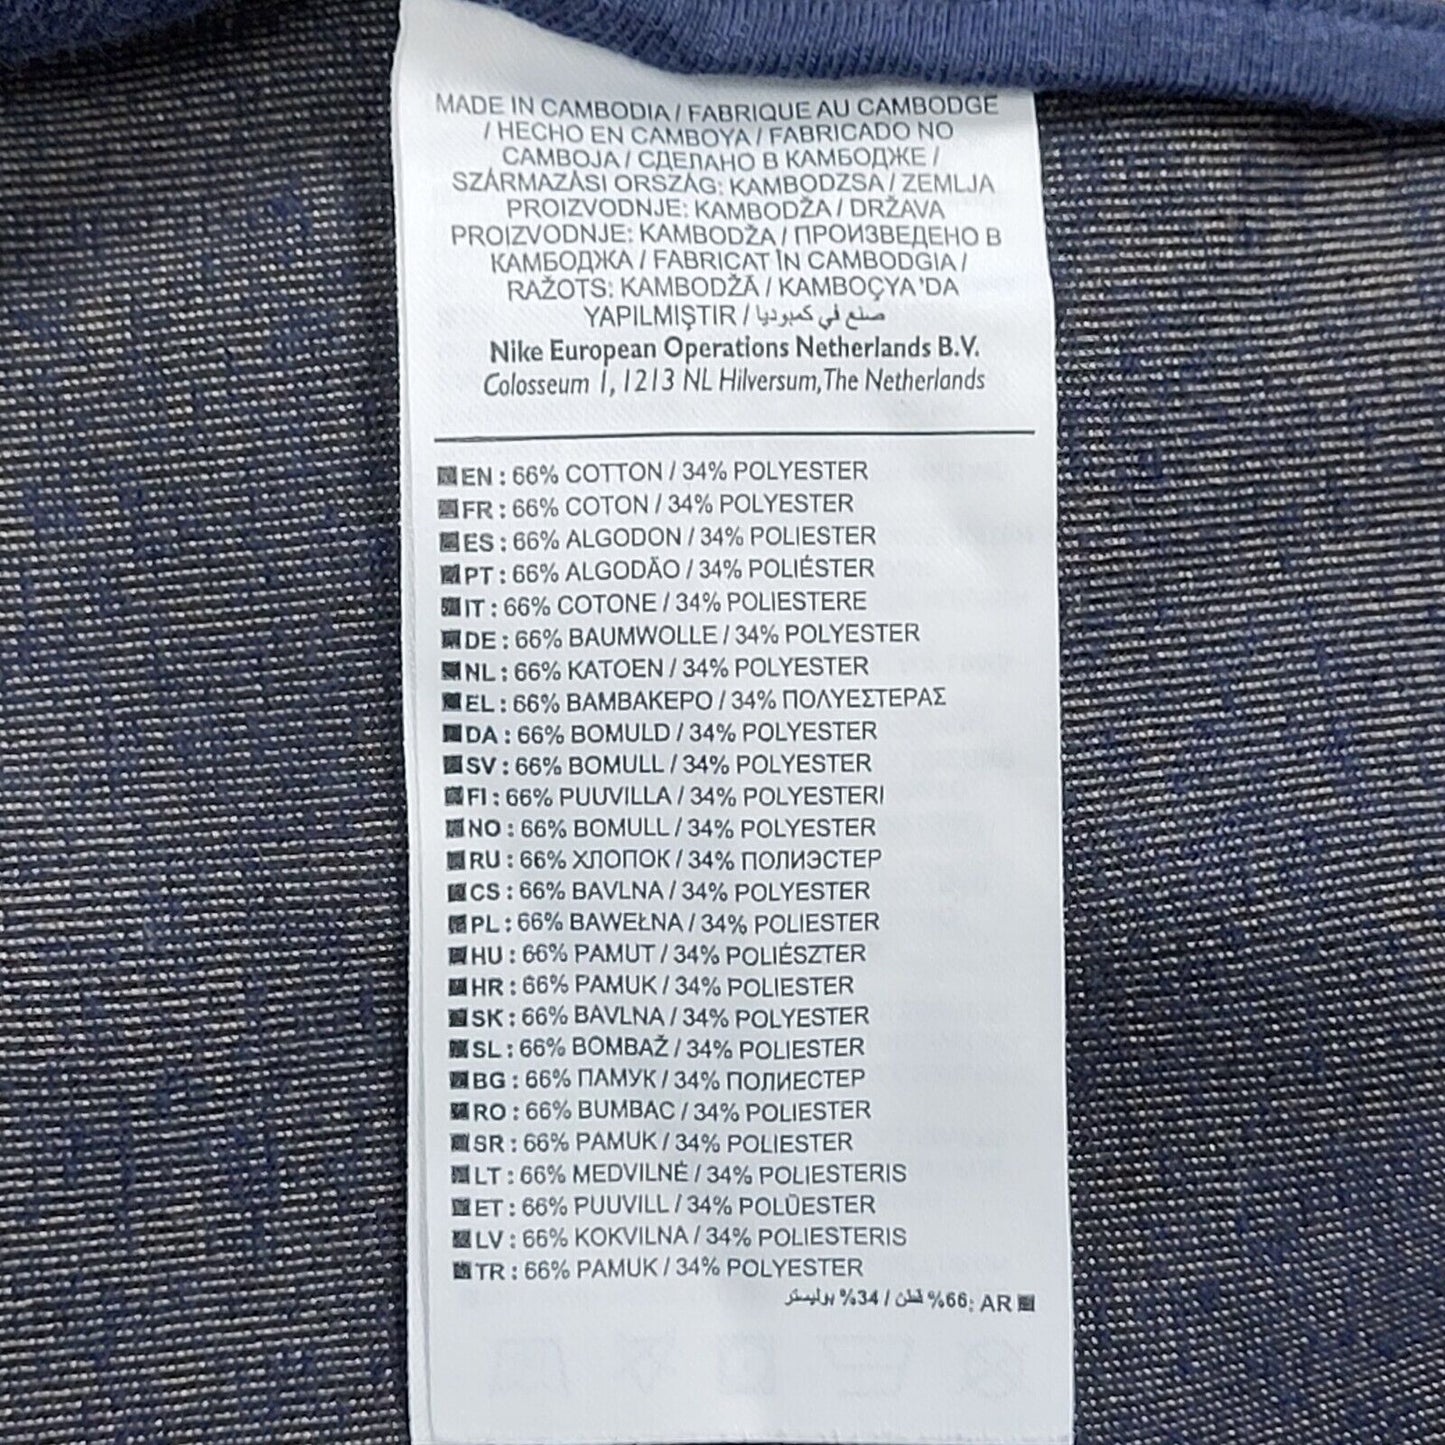 MADE IN CAMBODIA / FABRIQUE AU CAMBODGE
/ HECHO EN CAMBOYA / FABRICADO NO
CAMBOJA / СДЕЛАНО В КАМБОДЖЕ /
SZÁRMAZÁSI ORSZÁG: KAMBODZSA / ZEMLJA
PROIZVODNJE: KAMBODŽA / DRŽAVA
PROIZVODNJE: KAMBODŽA / ПРОИЗВЕДЕНО В
КАМБОДЖА / FABRICAT ÎN CAMBODGIA /
RAŽOTS: KAMBODŽĀ / KAMBOÇYA'DA
YAPILMIŞTIR / صنع في كمبوديا
Nike European Operations Netherlands B.V.
Colosseum 1, 1213 NL Hilversum, The Netherlands
EN : 66% COTTON / 34% POLYESTER
FR : 66% COTON / 34% POLYESTER
ES : 66% ALGODON / 34% POLIESTER
PT : 66% ALGODÃO / 34% POLIÉSTER
IT : 66% COTONE / 34% POLIESTERE
DE : 66% BAUMWOLLE / 34% POLYESTER
NL : 66% KATOEN / 34% POLYESTER
EL : 66% ΒΑΜΒΑΚΕΡΟ / 34% ΠΟΛΥΕΣΤΕΡΑΣ
DA : 66% BOMULD / 34% POLYESTER
SV : 66% BOMULL / 34% POLYESTER
FI : 66% PUUVILLA / 34% POLYESTERI
NO : 66% BOMULL / 34% POLYESTER
RU : 66% ХЛОПОК / 34% ПОЛИЭСТЕР
CS : 66% BAVLNA / 34% POLYESTER
PL : 66% BAWEŁNA / 34% POLIESTER
HU : 66% PAMUT / 34% POLIÉSZTER
HR : 66% PAMUK / 34% POLIESTER
SK : 66% BAVLNA / 34% POLYESTER
SL : 66% BOMBAŽ / 34% POLIESTER
BG : 66% ПАМУК / 34% ПОЛИЕСТЕР
RO : 66% BUMBAC / 34% POLIESTER
SR : 66% PAMUK / 34% POLIESTER
LT : 66% MEDVILNĖ / 34% POLIESTERIS
ET : 66% PUUVILL / 34% POLÜESTER
LV : 66% KOKVILNA / 34% POLIESTERIS
TR : 66% PAMUK / 34% POLYESTER
AR :66% قطن / 34% بوليستر